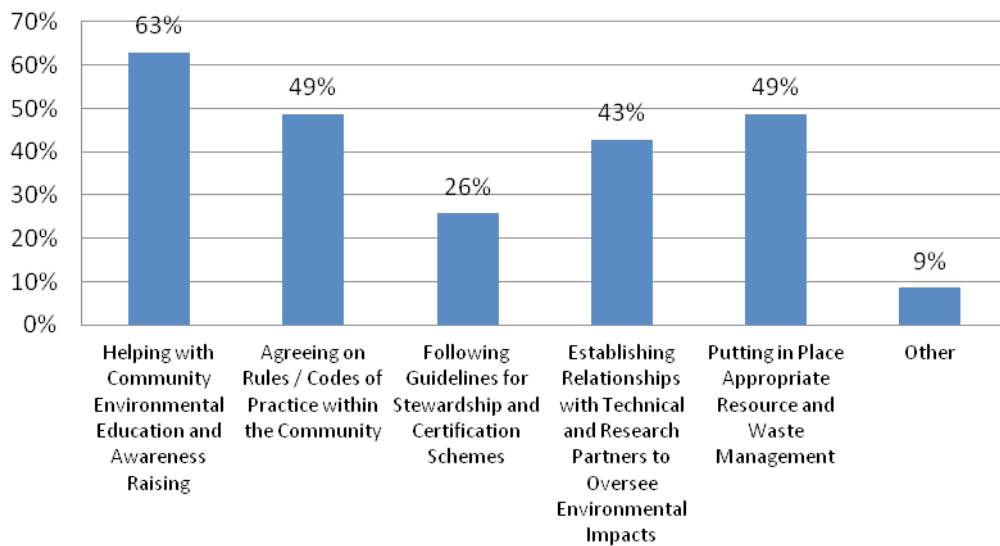 70%
60%
50%
40%
30%
20%
10%
0%
63%
49%
26%
43%
49%
9%
Helping with
Community
Environmental
Education and
Awareness
Raising
Agreeing on
Rules / Codes of
Practice within
the Community
Following
Guidelines for
Stewardship and
Certification
Schemes
Establishing
Relationships
with Technical
and Research
Partners to
Oversee
Environmental
Impacts
Putting in Place
Appropriate
Resource and
Waste
Management
Other